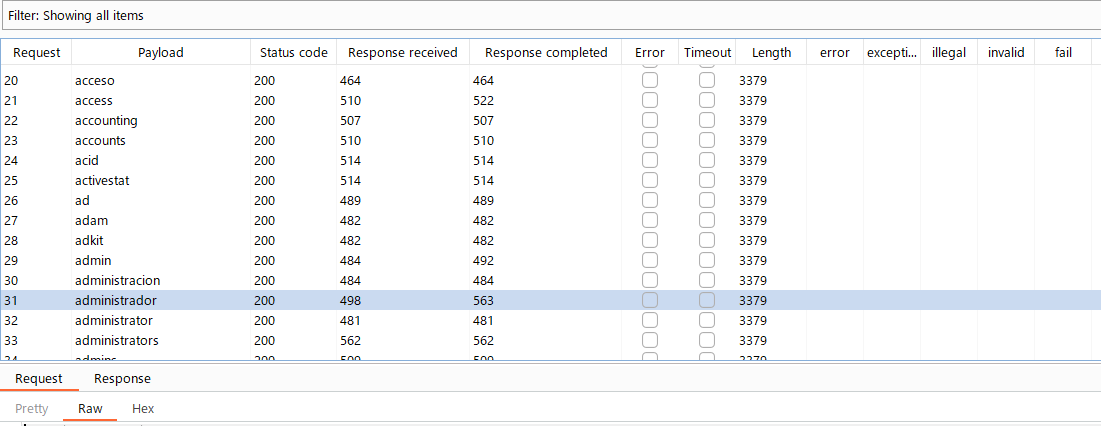 Filter: Showing all items
Request Payload Status code Response received Response completed Error Timeout Length error excepti... illegal invalid fail
20 acceso 200 464 464 3379
21 access 200 510 522 3379
22 accounting 200 507 507 3379
23 accounts 200 510 510 3379
24 acid 200 514 514 3379
25 activestat 200 514 514 3379
26 ad 200 489 489 3379
27 adam 200 482 482 3379
28 adkit 200 482 482 3379
29 admin 200 484 492 3379
30 administracion 200 484 484 3379
31 administrador 200 498 563 3379
32 administrator 200 481 481 3379
33 administrators 200 562 562 3379
34 admins 200 509 509 3379
Request Response
Pretty Raw Hex